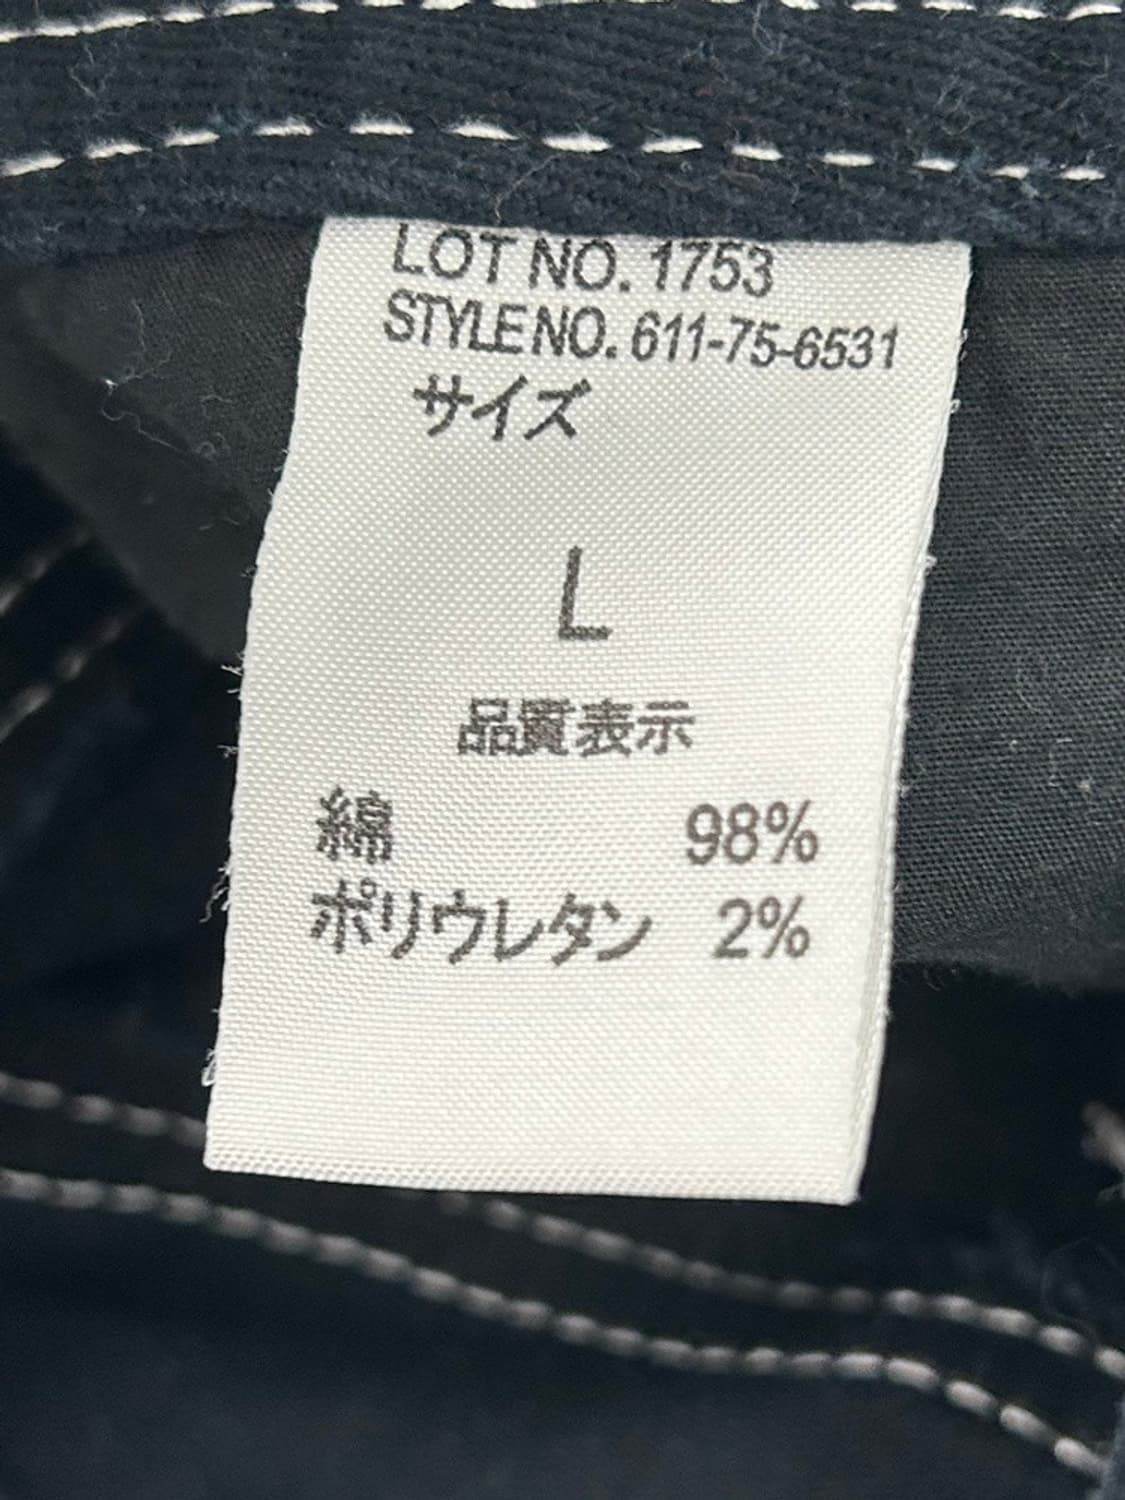 LOT NO. 1753
STYLE NO. 611-75-6531
サイズ
L
品質表示
綿 98%
ポリウレタン 2%